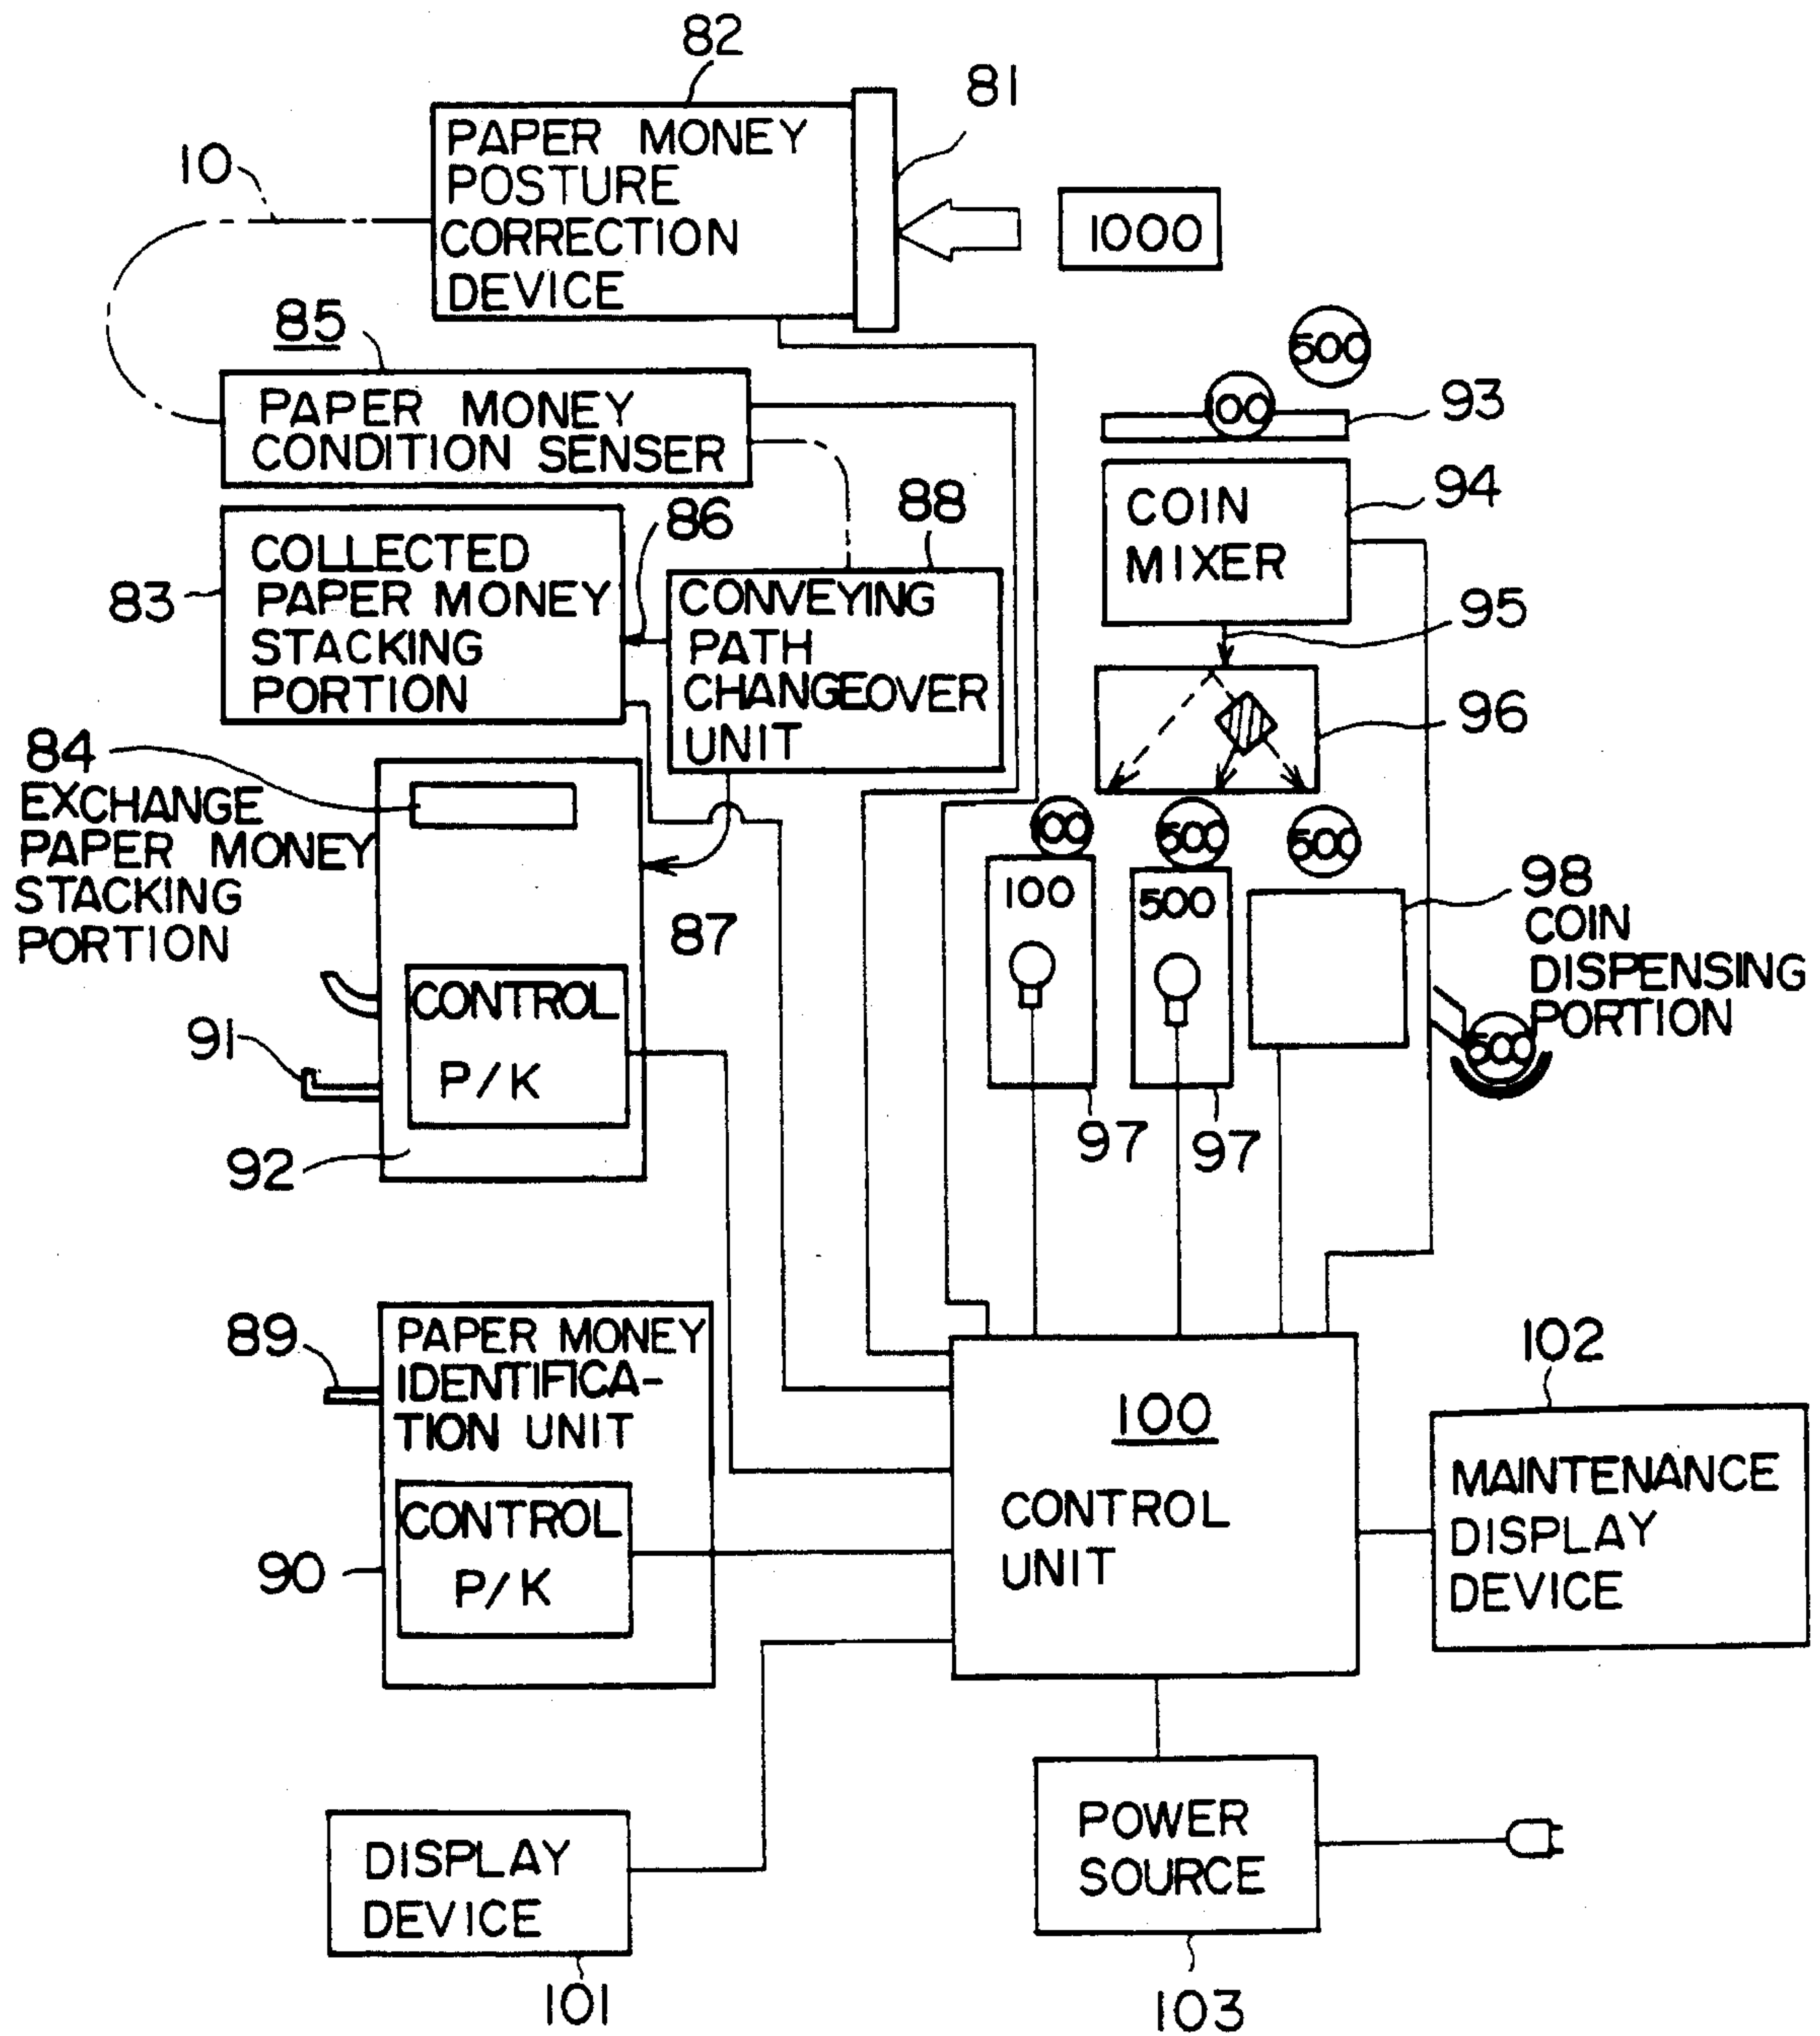 82
81
10
PAPER MONEY
POSTURE
CORRECTION
DEVICE
1000
85
500
PAPER MONEY
CONDITION SENSER
00
93
86
88
COLLECTED
PAPER MONEY
STACKING
PORTION
83
CONVEYING
PATH
CHANGEOVER
UNIT
COIN
MIXER
94
95
96
84
EXCHANGE
PAPER MONEY
STACKING
PORTION
87
100
500
500
100
500
98
COIN
DISPENSING
PORTION
500
CONTROL
P/K
91
92
97
97
89
PAPER MONEY
IDENTIFICA-
TION UNIT
CONTROL
P/K
90
100
CONTROL
UNIT
102
MAINTENANCE
DISPLAY
DEVICE
DISPLAY
DEVICE
101
POWER
SOURCE
103